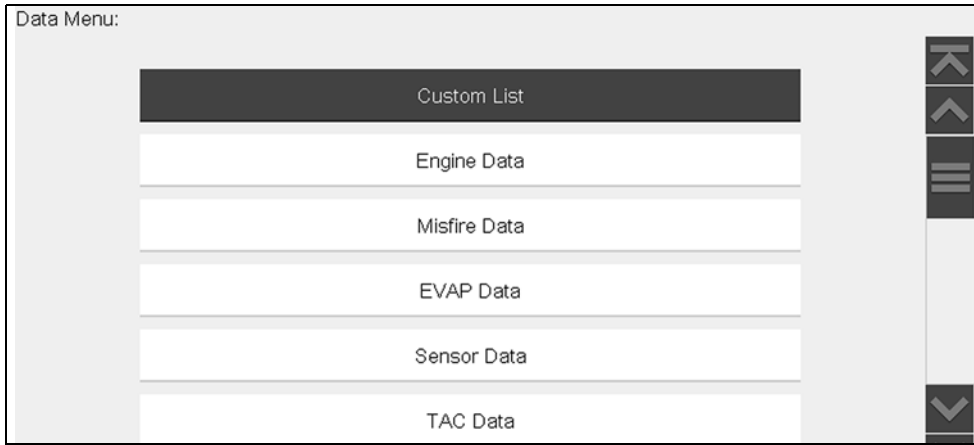 Data Menu:
Custom List
Engine Data
Misfire Data
EVAP Data
Sensor Data
TAC Data